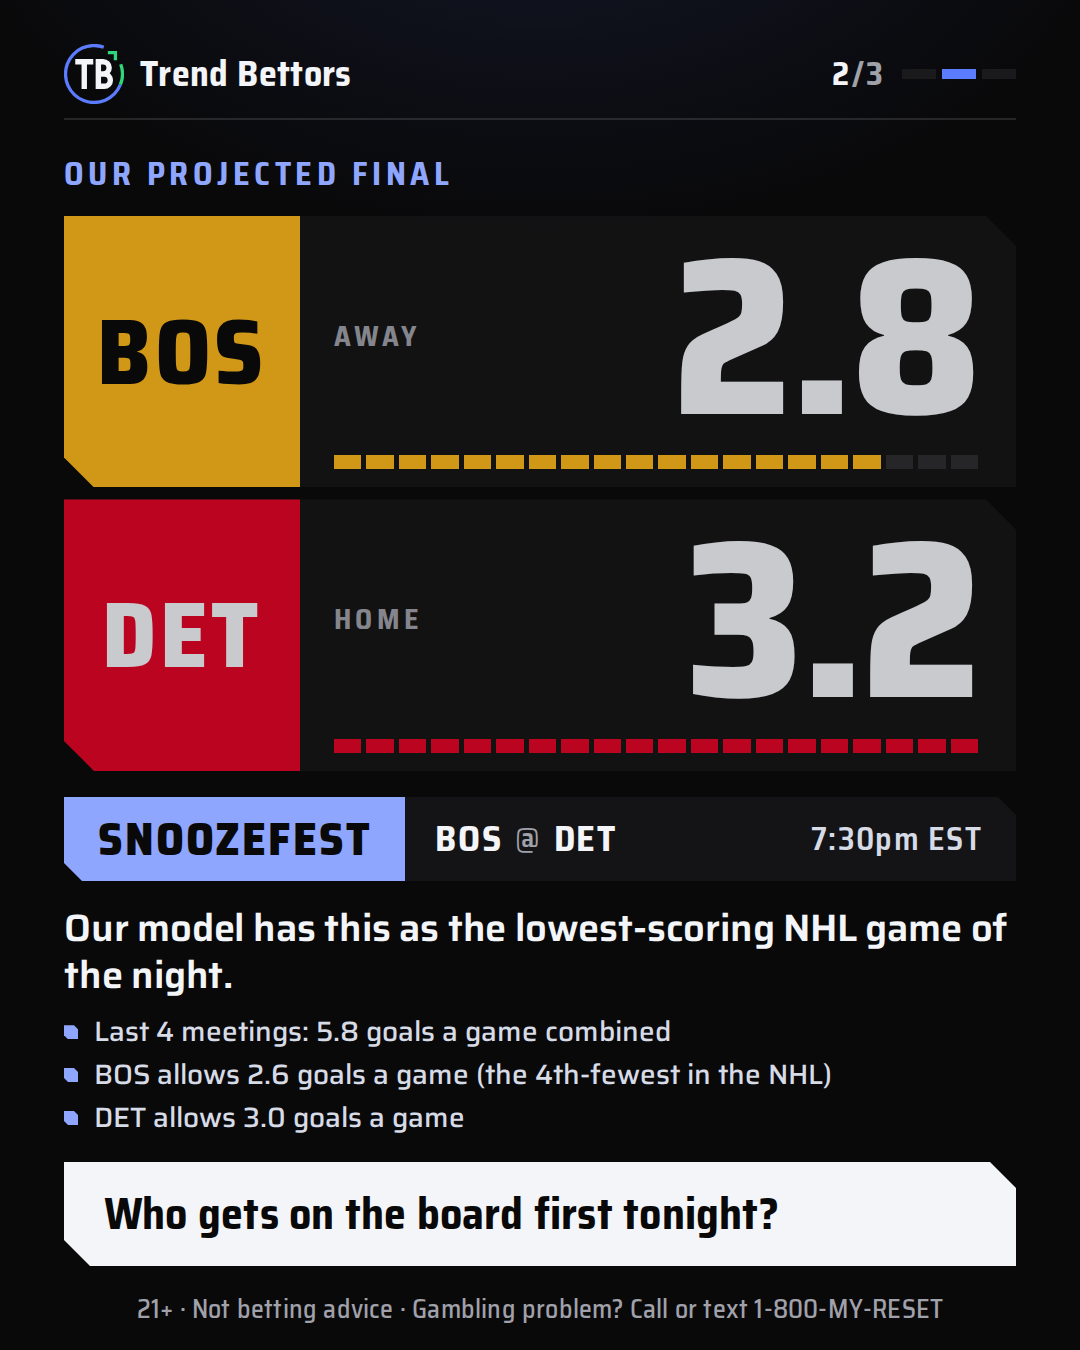 TB Trend Bettors
2/3
OUR PROJECTED FINAL
BOS
AWAY
2.8
DET
HOME
3.2
SNOOZEFEST BOS @ DET 7:30pm EST
Our model has this as the lowest-scoring NHL game of
the night.
Last 4 meetings: 5.8 goals a game combined
BOS allows 2.6 goals a game (the 4th-fewest in the NHL)
DET allows 3.0 goals a game
Who gets on the board first tonight?
21+ · Not betting advice · Gambling problem? Call or text 1-800-MY-RESET